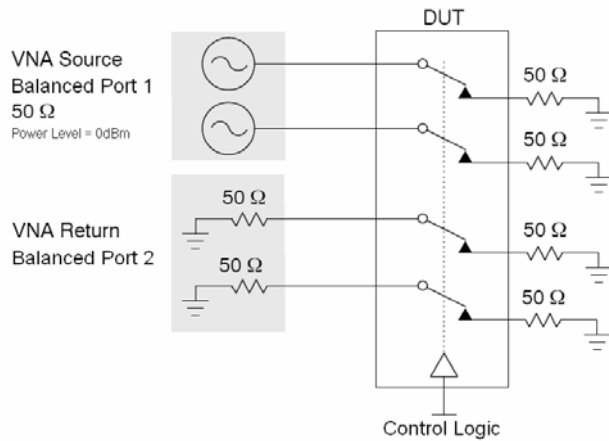 DUT
VNA Source
Balanced Port 1
50 Ω
Power Level = 0dBm
50 Ω
50 Ω
VNA Return
Balanced Port 2
50 Ω
50 Ω
50 Ω
50 Ω
Control Logic